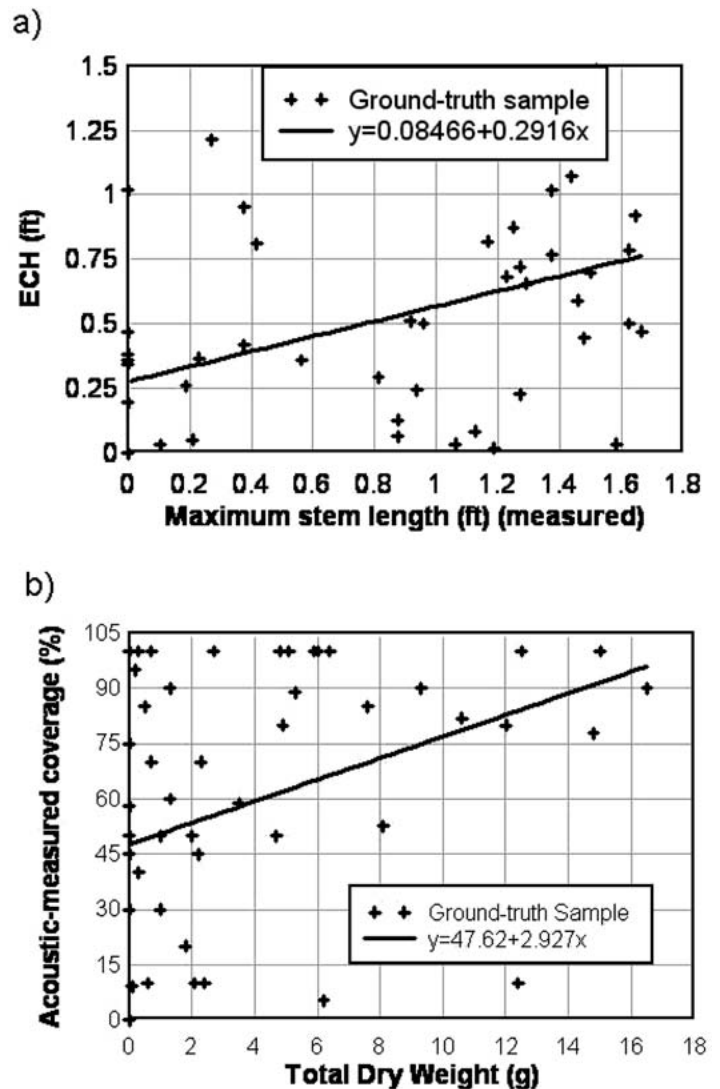 a)
1.5
1.25
1
0.75
0.5
0.25
0
ECH (ft)
Ground-truth sample
y=0.08466+0.2916x
0 0.2 0.4 0.6 0.8 1 1.2 1.4 1.6 1.8
Maximum stem length (ft) (measured)
b)
105
90
75
60
45
30
15
0
Acoustic-measured coverage (%)
Ground-truth Sample
y=47.62+2.927x
0 2 4 6 8 10 12 14 16 18
Total Dry Weight (g)